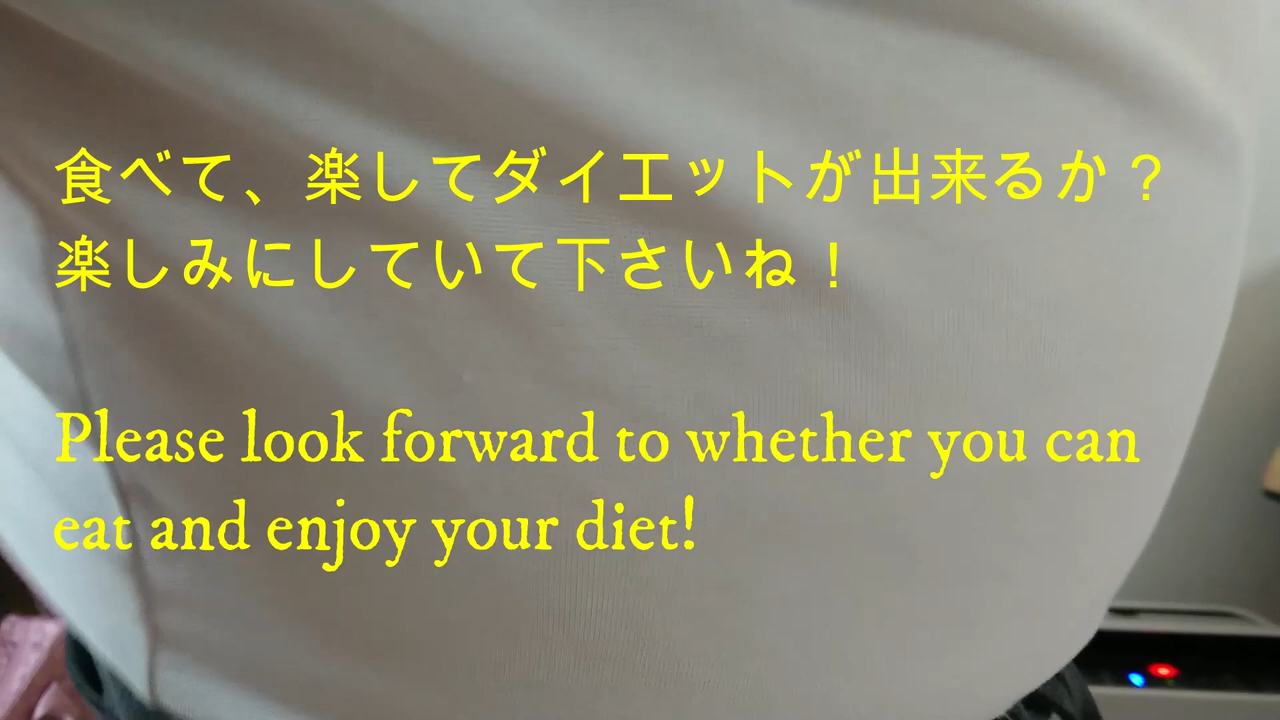 食べて、楽してダイエットが出来るか？
楽しみにしていて下さいね！
Please look forward to whether you can
eat and enjoy your diet!